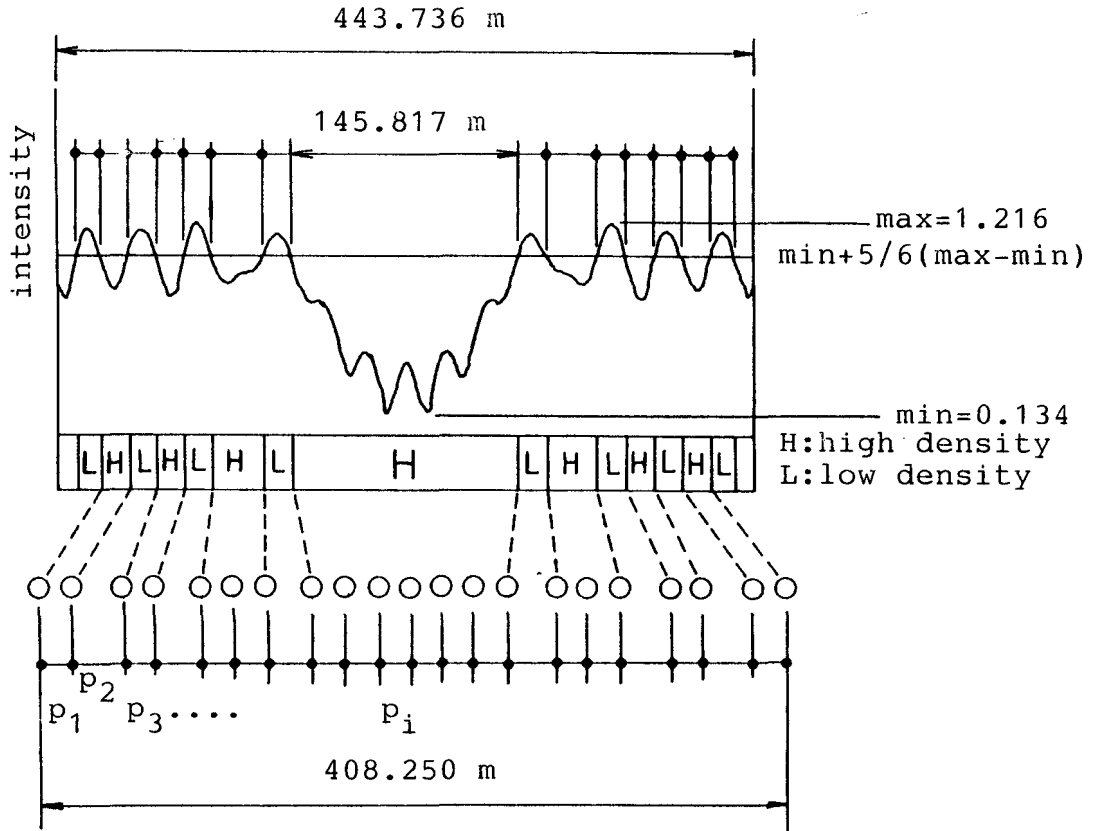 443.736 m
145.817 m
intensity
max=1.216
min+5/6(max-min)
min=0.134
H:high density
L:low density
L H L H L H L H L H L H L H L
p1 p2 p3.... pi
408.250 m